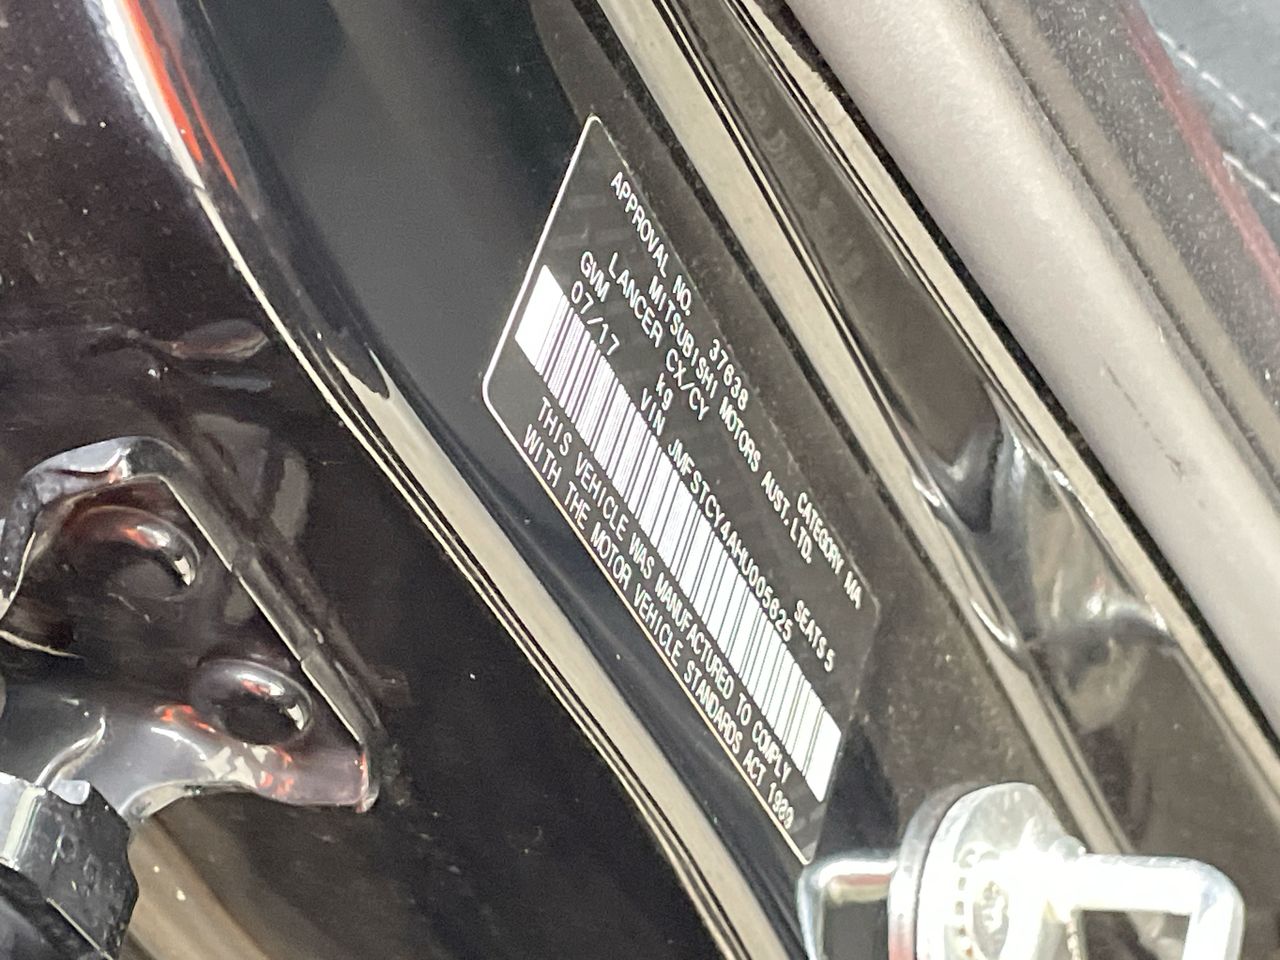 APPROVAL NO. 37638 CATEGORY MA
MITSUBISHI MOTORS AUST.LTD.
LANCER CX/CY
GVM kg SEATS 5
07/17 VIN JMFSTCY4AHU005625
THIS VEHICLE WAS MANUFACTURED TO COMPLY
WITH THE MOTOR VEHICLE STANDARDS ACT 1989